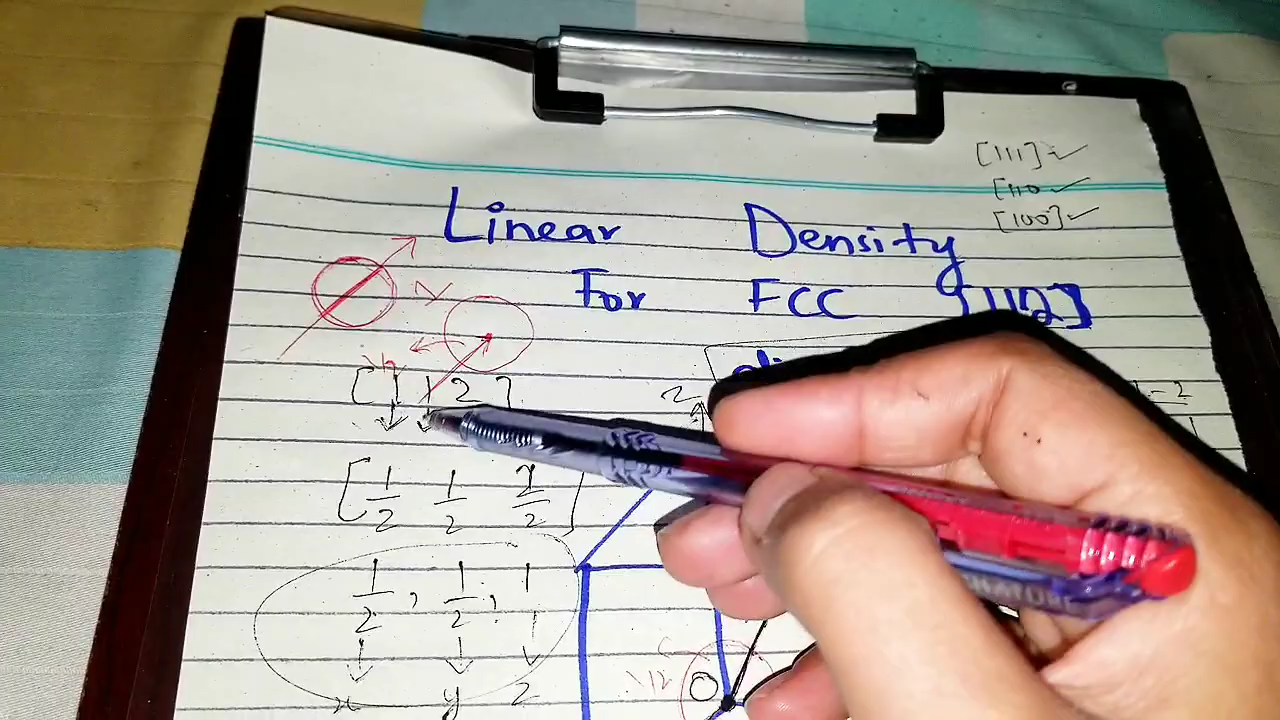 [111] ✓
[110 ✓
[100] ✓
Linear Density
For FCC [112]
[1 1 2]
[1/2 1/2 2/2]
1/2, 1/2, 1
x y z
z
O